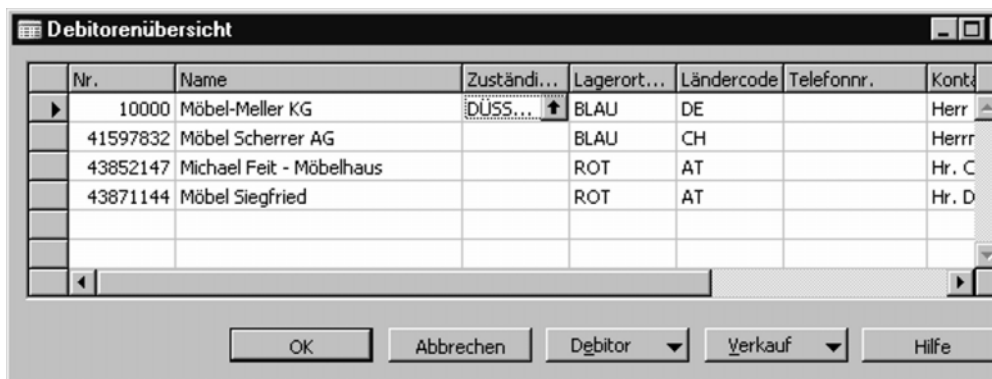 Debitorenübersicht
Nr. Name Zuständi... Lagerort... Ländercode Telefonnr. Konta
10000 Möbel-Meller KG DÜSS... BLAU DE Herr
41597832 Möbel Scherrer AG BLAU CH Herrr
43852147 Michael Feit - Möbelhaus ROT AT Hr. C
43871144 Möbel Siegfried ROT AT Hr. D
OK Abbrechen Debitor Verkauf Hilfe